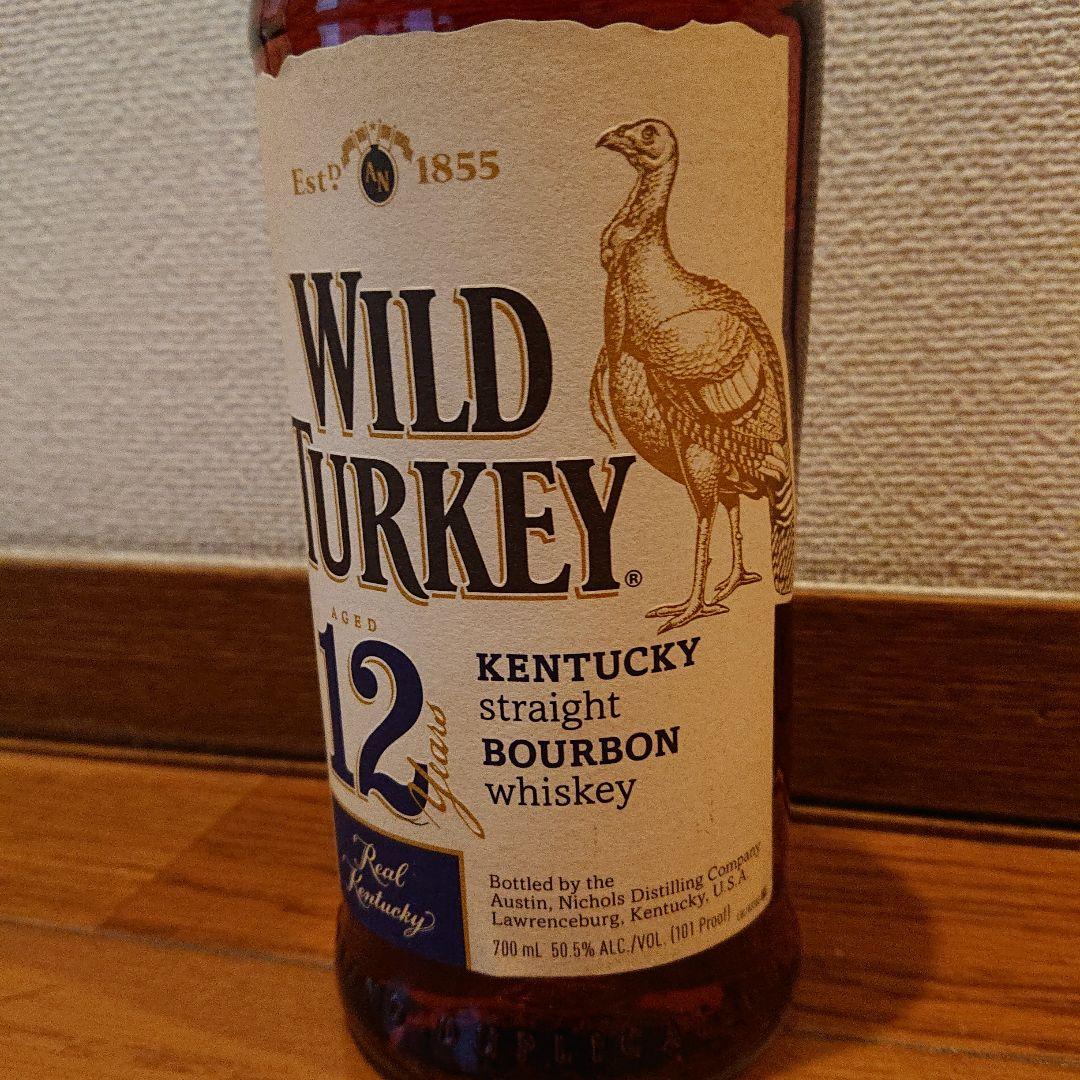 Estᴰ. AN 1855
WILD
TURKEY®
AGED
12
Years
KENTUCKY
straight
BOURBON
whiskey
Real
Kentucky
Bottled by the
Austin, Nichols Distilling Company
Lawrenceburg, Kentucky, U.S.A
700 mL 50.5% ALC./VOL. (101 Proof)